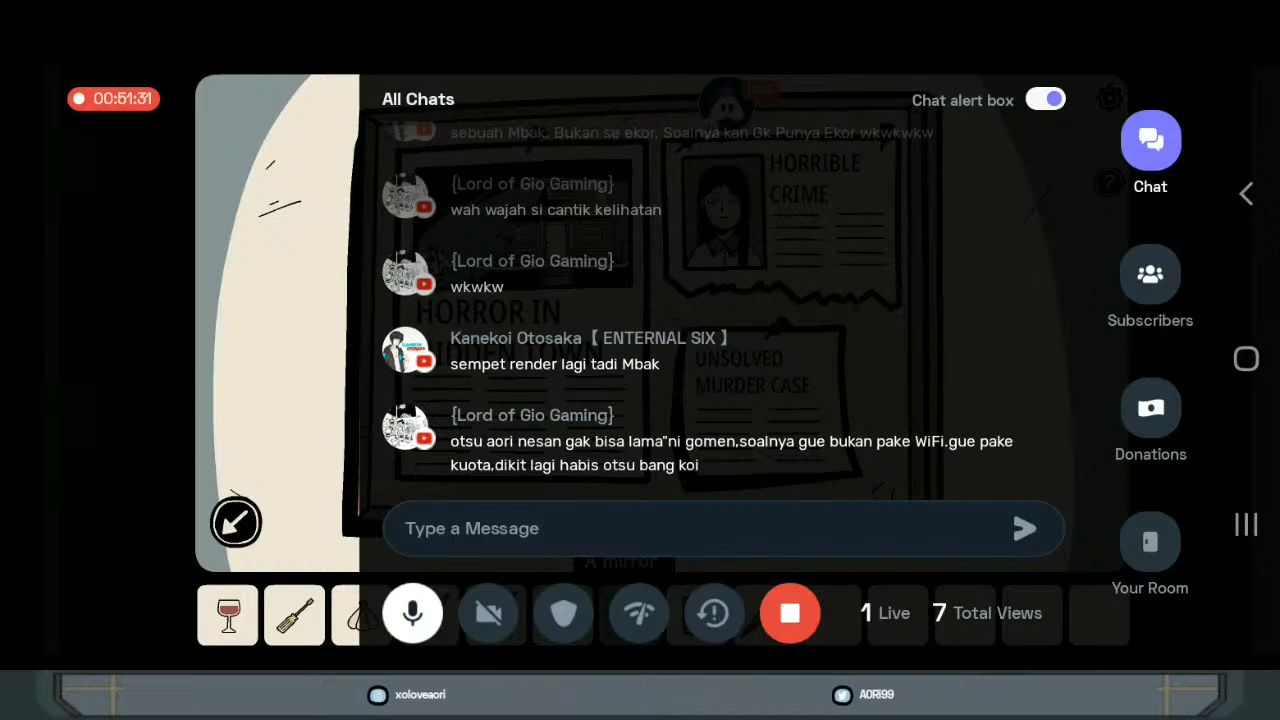 00:51:31
All Chats
Chat alert box
sebuah Mbak. Bukan se ekor, Soalnya kan Gk Punya Ekor wkwkwkw
{Lord of Gio Gaming}
wah wajah si cantik kelihatan
{Lord of Gio Gaming}
wkwkw
Kanekoi Otosaka【 ENTERNAL SIX 】
sempet render lagi tadi Mbak
{Lord of Gio Gaming}
otsu aori nesan gak bisa lama"ni gomen,soalnya gue bukan pake WiFi.gue pake
kuota,dikit lagi habis otsu bang koi
Type a Message
HORRIBLE
CRIME
HORROR IN
HIDDEN TOWN
UNSOLVED
MURDER CASE
A mirror
?
Chat
Subscribers
Donations
Your Room
1 Live
7 Total Views
xoloveaori
AORi99